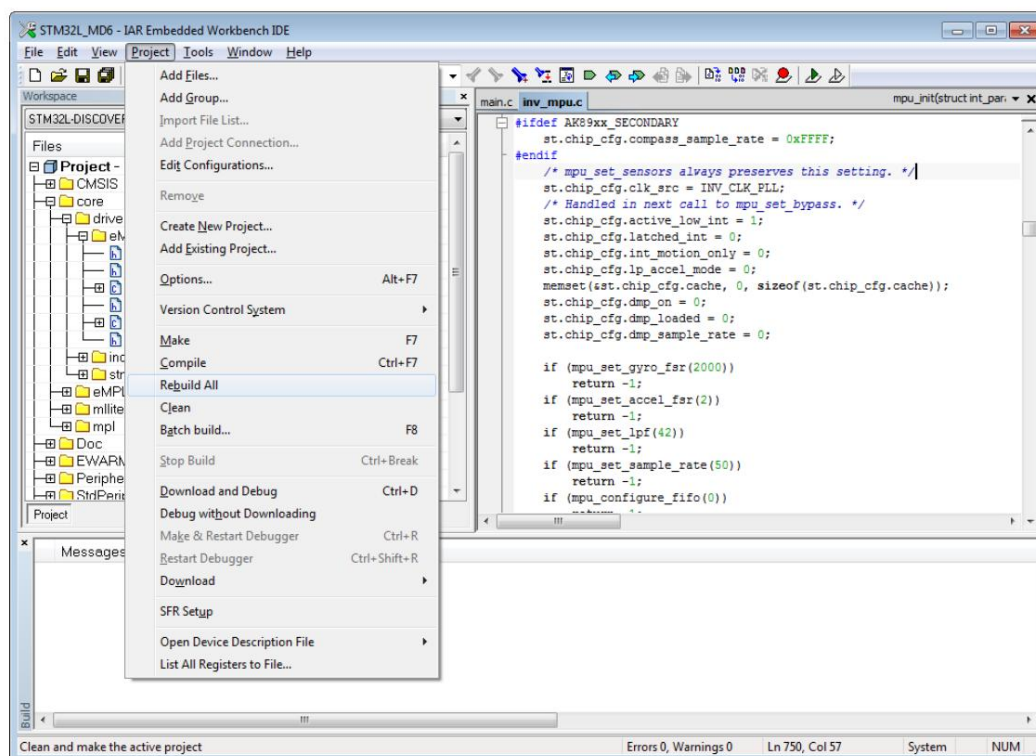 STM32L_MD6 - IAR Embedded Workbench IDE
File Edit View Project Tools Window Help
Workspace
STM32L-DISCOVER
Files
Project -
CMSIS
core
drive
eM
inc
str
eMPL
mllite
mpl
Doc
EWARM
Periphe
StdPerip
Project
Add Files...
Add Group...
Import File List...
Add Project Connection...
Edit Configurations...
Remove
Create New Project...
Add Existing Project...
Options... Alt+F7
Version Control System
Make F7
Compile Ctrl+F7
Rebuild All
Clean
Batch build... F8
Stop Build Ctrl+Break
Download and Debug Ctrl+D
Debug without Downloading
Make & Restart Debugger Ctrl+R
Restart Debugger Ctrl+Shift+R
Download
SFR Setup
Open Device Description File
List All Registers to File...
main.c inv_mpu.c mpu_init(struct int_para
#ifdef AK89xx_SECONDARY
st.chip_cfg.compass_sample_rate = 0xFFFF;
#endif
/* mpu_set_sensors always preserves this setting. */
st.chip_cfg.clk_src = INV_CLK_PLL;
/* Handled in next call to mpu_set_bypass. */
st.chip_cfg.active_low_int = 1;
st.chip_cfg.latched_int = 0;
st.chip_cfg.int_motion_only = 0;
st.chip_cfg.lp_accel_mode = 0;
memset(&st.chip_cfg.cache, 0, sizeof(st.chip_cfg.cache));
st.chip_cfg.dmp_on = 0;
st.chip_cfg.dmp_loaded = 0;
st.chip_cfg.dmp_sample_rate = 0;
if (mpu_set_gyro_fsr(2000))
return -1;
if (mpu_set_accel_fsr(2))
return -1;
if (mpu_set_lpf(42))
return -1;
if (mpu_set_sample_rate(50))
return -1;
if (mpu_configure_fifo(0))
Messages
Build
Clean and make the active project Errors 0, Warnings 0 Ln 750, Col 57 System NUM